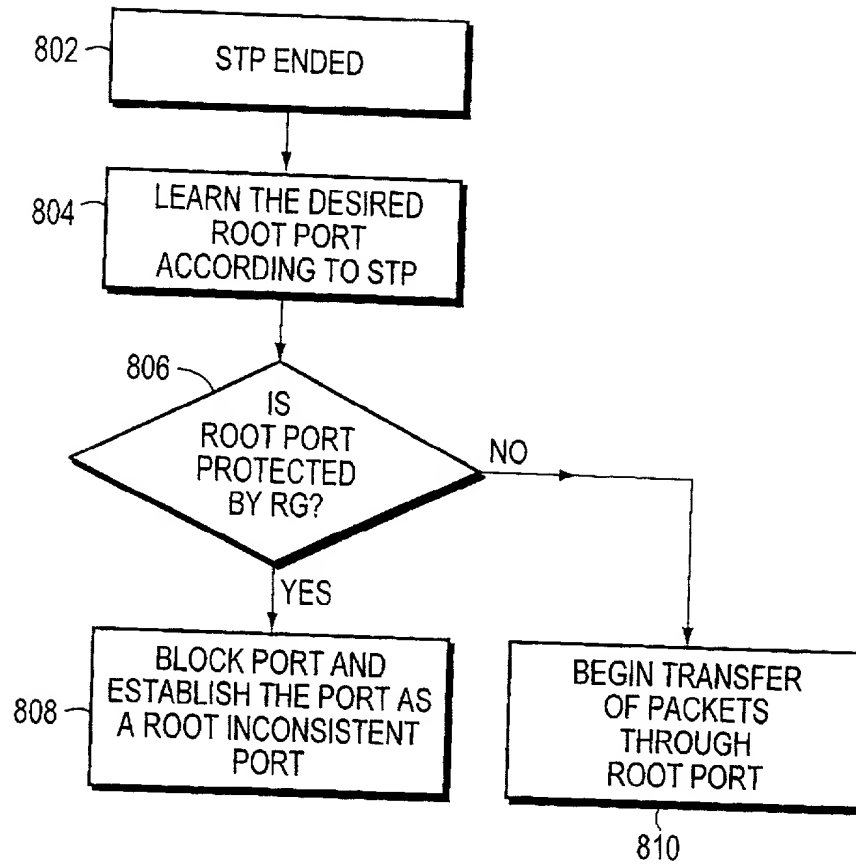 802
STP ENDED
804
LEARN THE DESIRED
ROOT PORT
ACCORDING TO STP
806
IS
ROOT PORT
PROTECTED
BY RG?
NO
YES
808
BLOCK PORT AND
ESTABLISH THE PORT AS
A ROOT INCONSISTENT
PORT
BEGIN TRANSFER
OF PACKETS
THROUGH
ROOT PORT
810